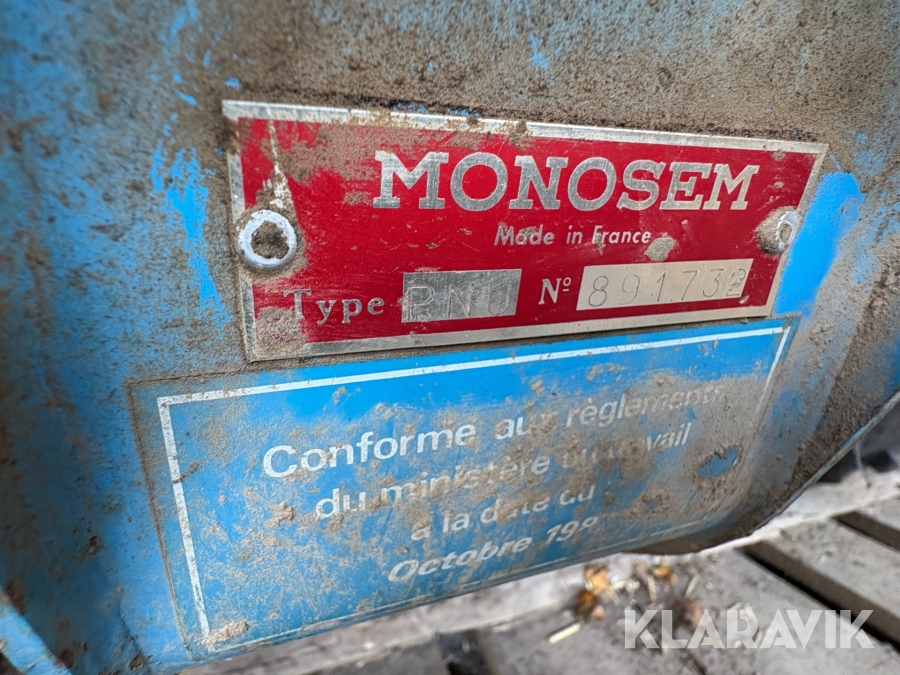 MONOSEM
Made in France
Type PNU Nº 891732
Conforme aux règlements
du ministère du travail
à la date du
Octobre 198
KLARAVIK